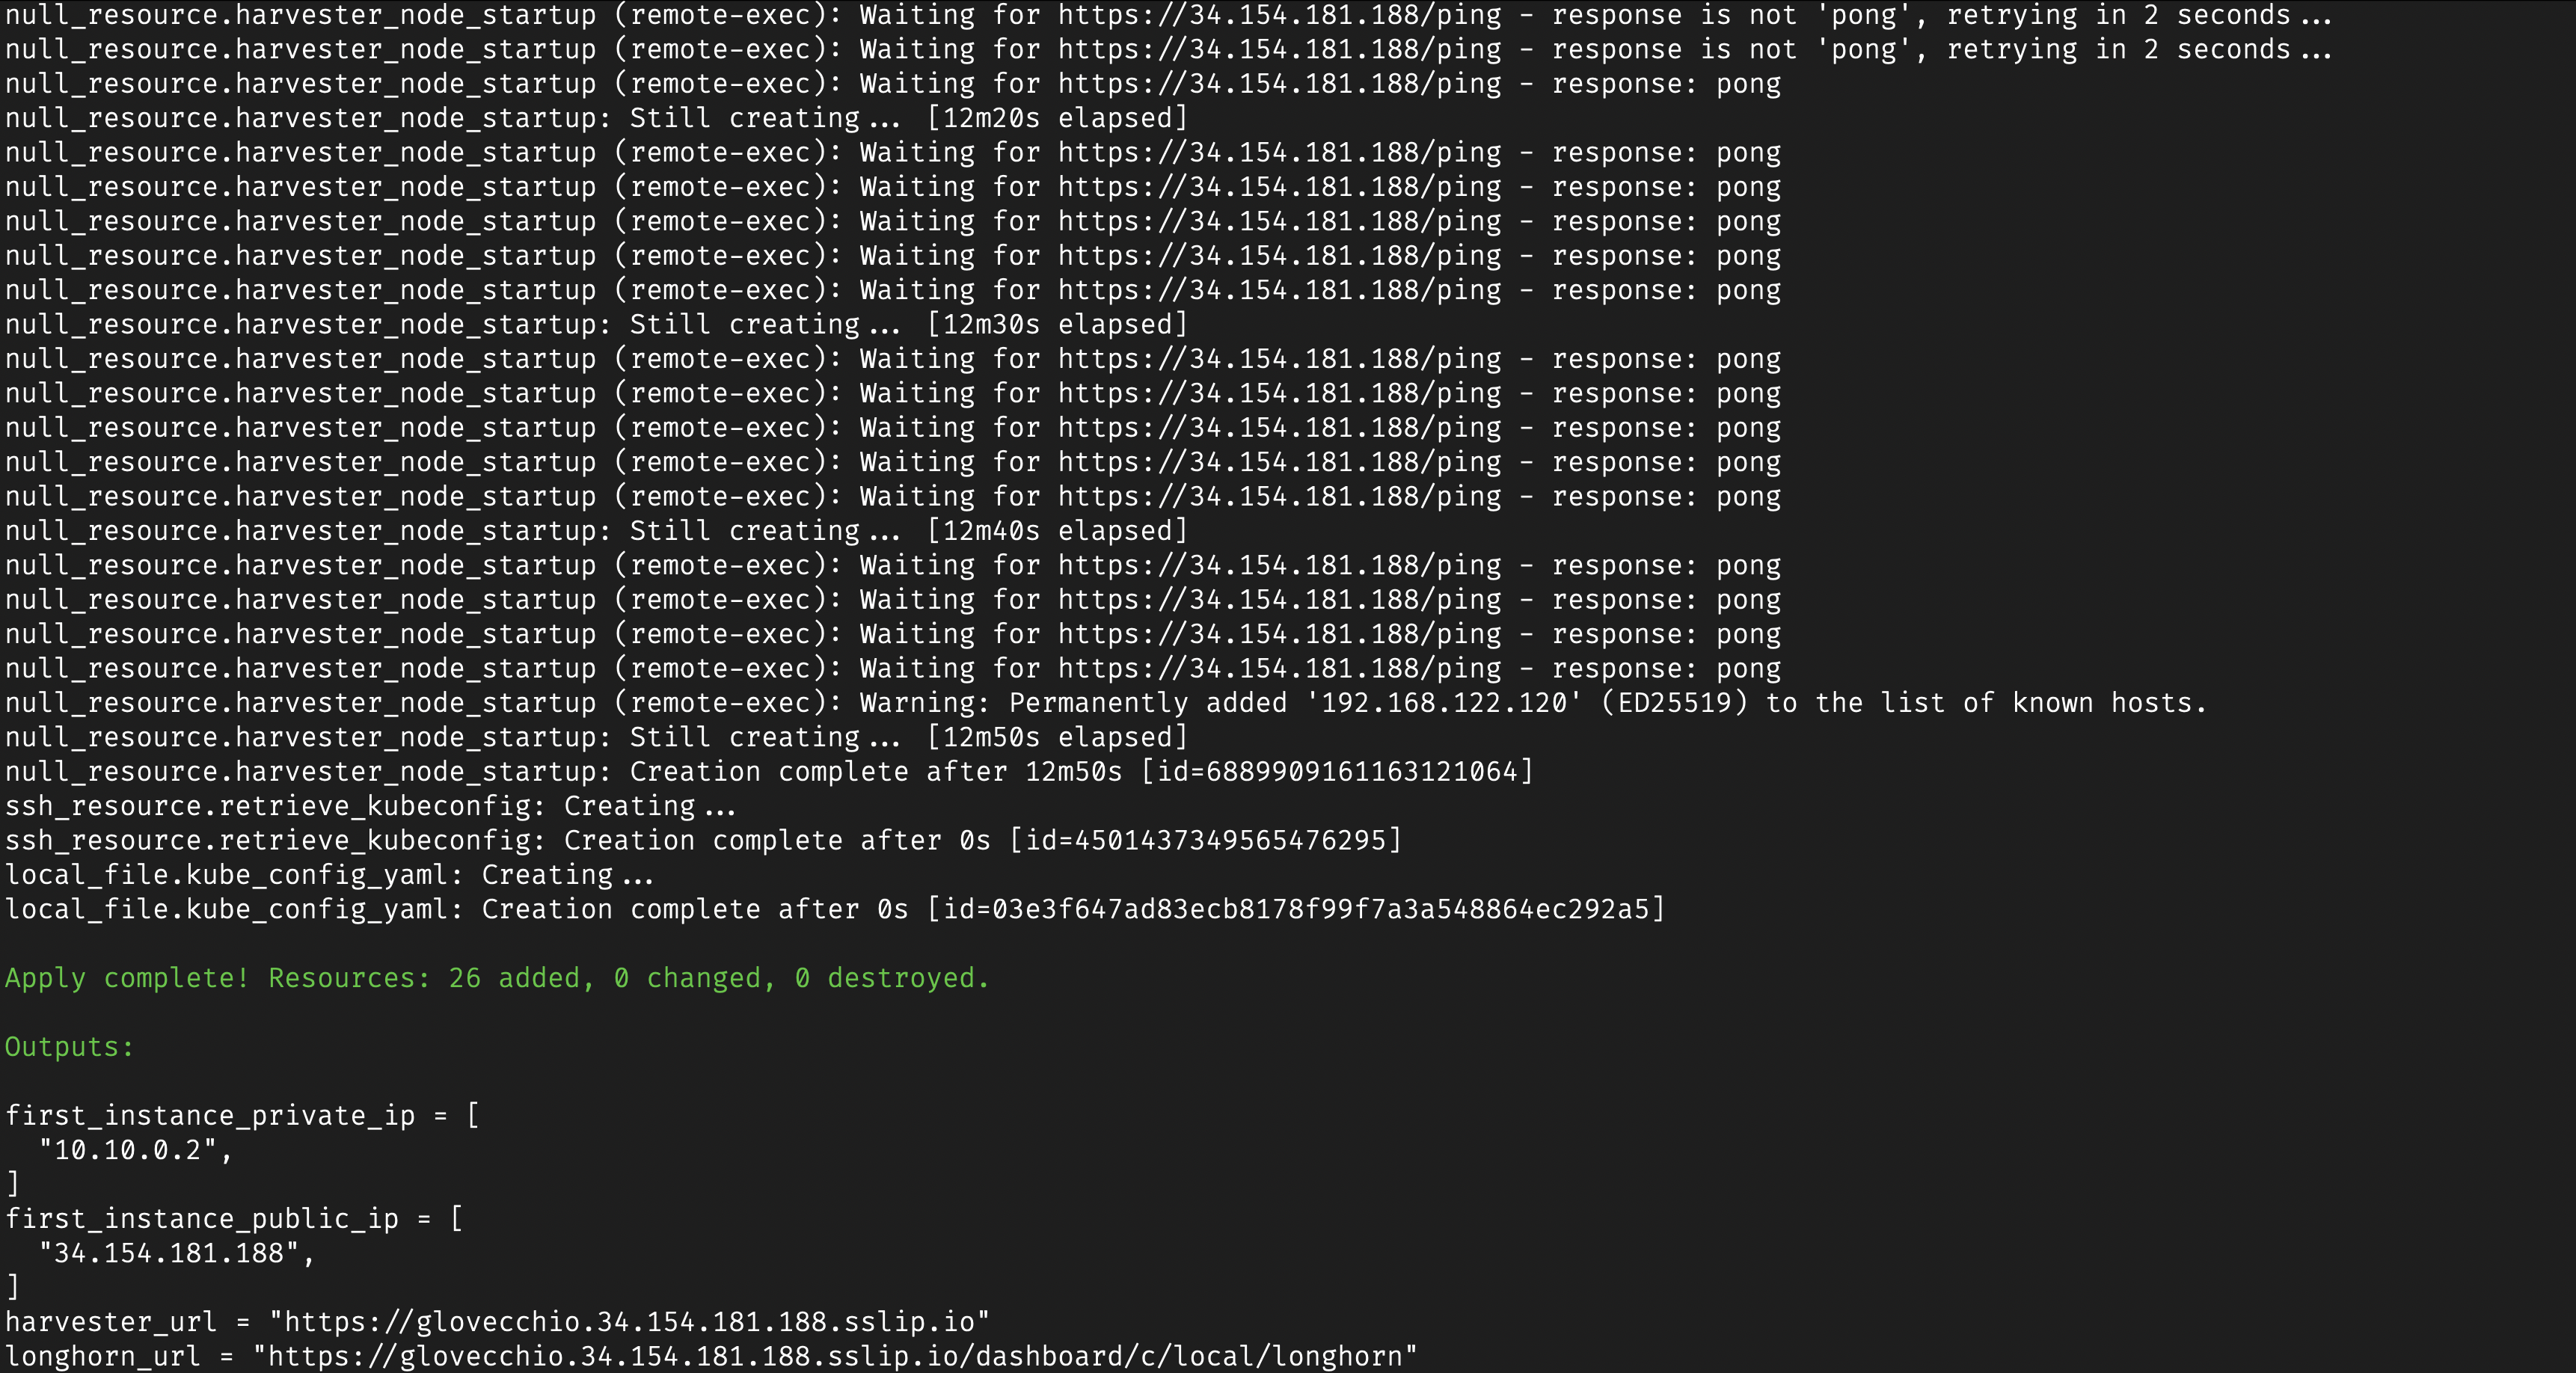 null_resource.harvester_node_startup (remote-exec): Waiting for https://34.154.181.188/ping - response is not 'pong', retrying in 2 seconds...
null_resource.harvester_node_startup (remote-exec): Waiting for https://34.154.181.188/ping - response is not 'pong', retrying in 2 seconds...
null_resource.harvester_node_startup (remote-exec): Waiting for https://34.154.181.188/ping - response: pong
null_resource.harvester_node_startup: Still creating... [12m20s elapsed]
null_resource.harvester_node_startup (remote-exec): Waiting for https://34.154.181.188/ping - response: pong
null_resource.harvester_node_startup (remote-exec): Waiting for https://34.154.181.188/ping - response: pong
null_resource.harvester_node_startup (remote-exec): Waiting for https://34.154.181.188/ping - response: pong
null_resource.harvester_node_startup (remote-exec): Waiting for https://34.154.181.188/ping - response: pong
null_resource.harvester_node_startup (remote-exec): Waiting for https://34.154.181.188/ping - response: pong
null_resource.harvester_node_startup: Still creating... [12m30s elapsed]
null_resource.harvester_node_startup (remote-exec): Waiting for https://34.154.181.188/ping - response: pong
null_resource.harvester_node_startup (remote-exec): Waiting for https://34.154.181.188/ping - response: pong
null_resource.harvester_node_startup (remote-exec): Waiting for https://34.154.181.188/ping - response: pong
null_resource.harvester_node_startup (remote-exec): Waiting for https://34.154.181.188/ping - response: pong
null_resource.harvester_node_startup (remote-exec): Waiting for https://34.154.181.188/ping - response: pong
null_resource.harvester_node_startup: Still creating... [12m40s elapsed]
null_resource.harvester_node_startup (remote-exec): Waiting for https://34.154.181.188/ping - response: pong
null_resource.harvester_node_startup (remote-exec): Waiting for https://34.154.181.188/ping - response: pong
null_resource.harvester_node_startup (remote-exec): Waiting for https://34.154.181.188/ping - response: pong
null_resource.harvester_node_startup (remote-exec): Waiting for https://34.154.181.188/ping - response: pong
null_resource.harvester_node_startup (remote-exec): Warning: Permanently added '192.168.122.120' (ED25519) to the list of known hosts.
null_resource.harvester_node_startup: Still creating... [12m50s elapsed]
null_resource.harvester_node_startup: Creation complete after 12m50s [id=6889909161163121064]
ssh_resource.retrieve_kubeconfig: Creating...
ssh_resource.retrieve_kubeconfig: Creation complete after 0s [id=4501437349565476295]
local_file.kube_config_yaml: Creating...
local_file.kube_config_yaml: Creation complete after 0s [id=03e3f647ad83ecb8178f99f7a3a548864ec292a5]
Apply complete! Resources: 26 added, 0 changed, 0 destroyed.
Outputs:
first_instance_private_ip = [
  "10.10.0.2",
]
first_instance_public_ip = [
  "34.154.181.188",
]
harvester_url = "https://glovecchio.34.154.181.188.sslip.io"
longhorn_url = "https://glovecchio.34.154.181.188.sslip.io/dashboard/c/local/longhorn"